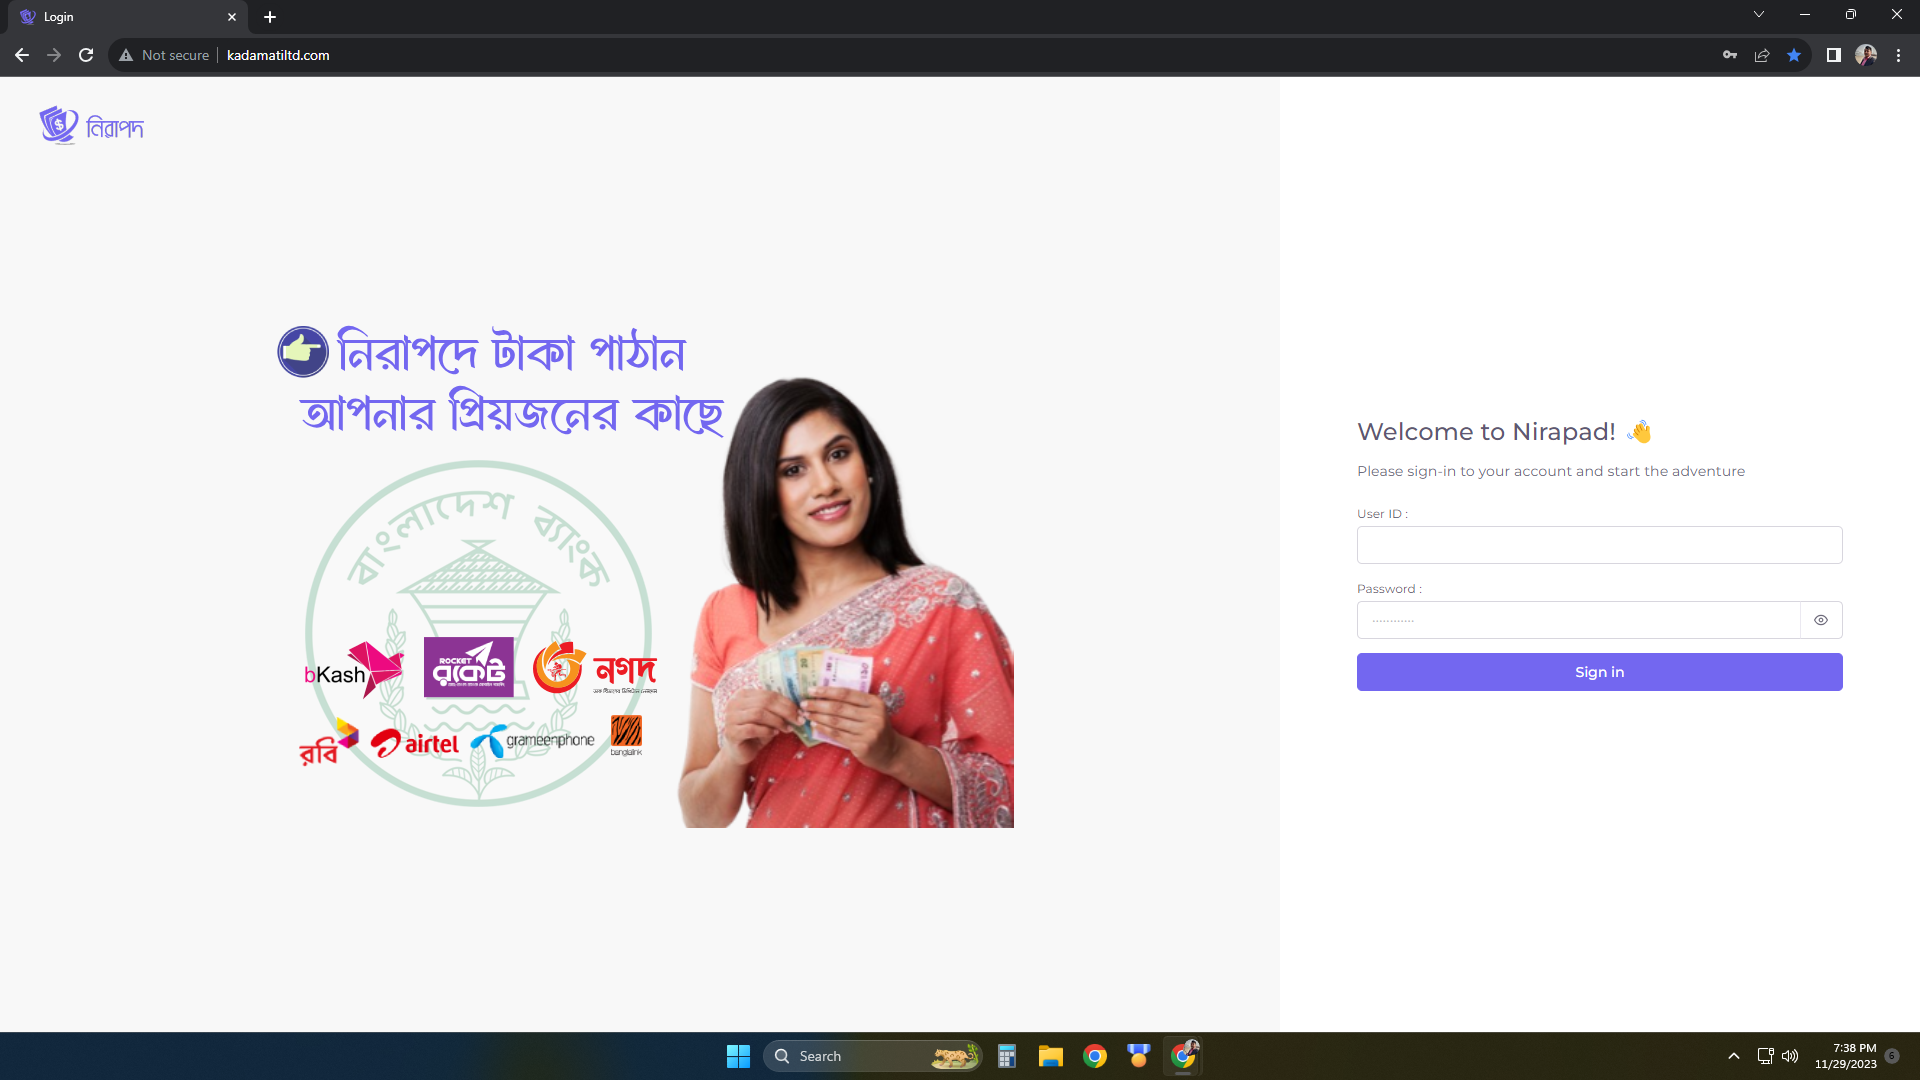 Login
Not secure
kadamatiltd.com
নিরাপদ
নিরাপদে টাকা পাঠান
আপনার প্রিয়জনের কাছে
বাংলাদেশ ব্যাংক
bKash
ROCKET
রকেট
নগদ
রবি
airtel
grameenphone
banglalink
Welcome to Nirapad! 👋
Please sign-in to your account and start the adventure
User ID :
Password :
············
Sign in
Search
7:38 PM
11/29/2023
6